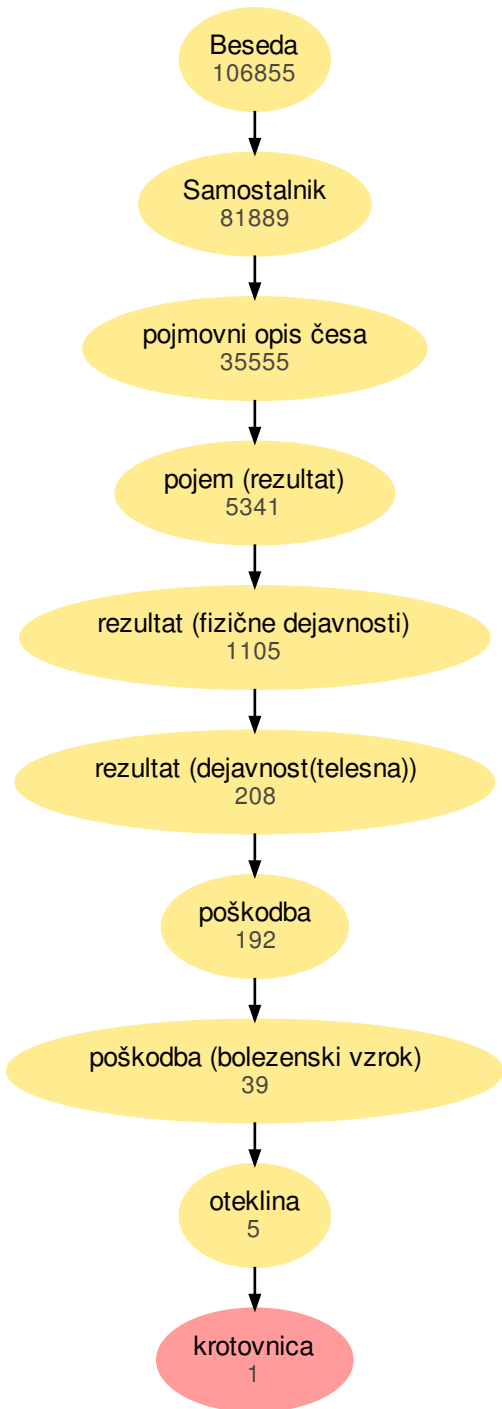 Beseda
106855
Samostalnik
81889
pojmovni opis česa
35555
pojem (rezultat)
5341
rezultat (fizične dejavnosti)
1105
rezultat (dejavnost(telesna))
208
poškodba
192
poškodba (bolezenski vzrok)
39
oteklina
5
krotovnica
1